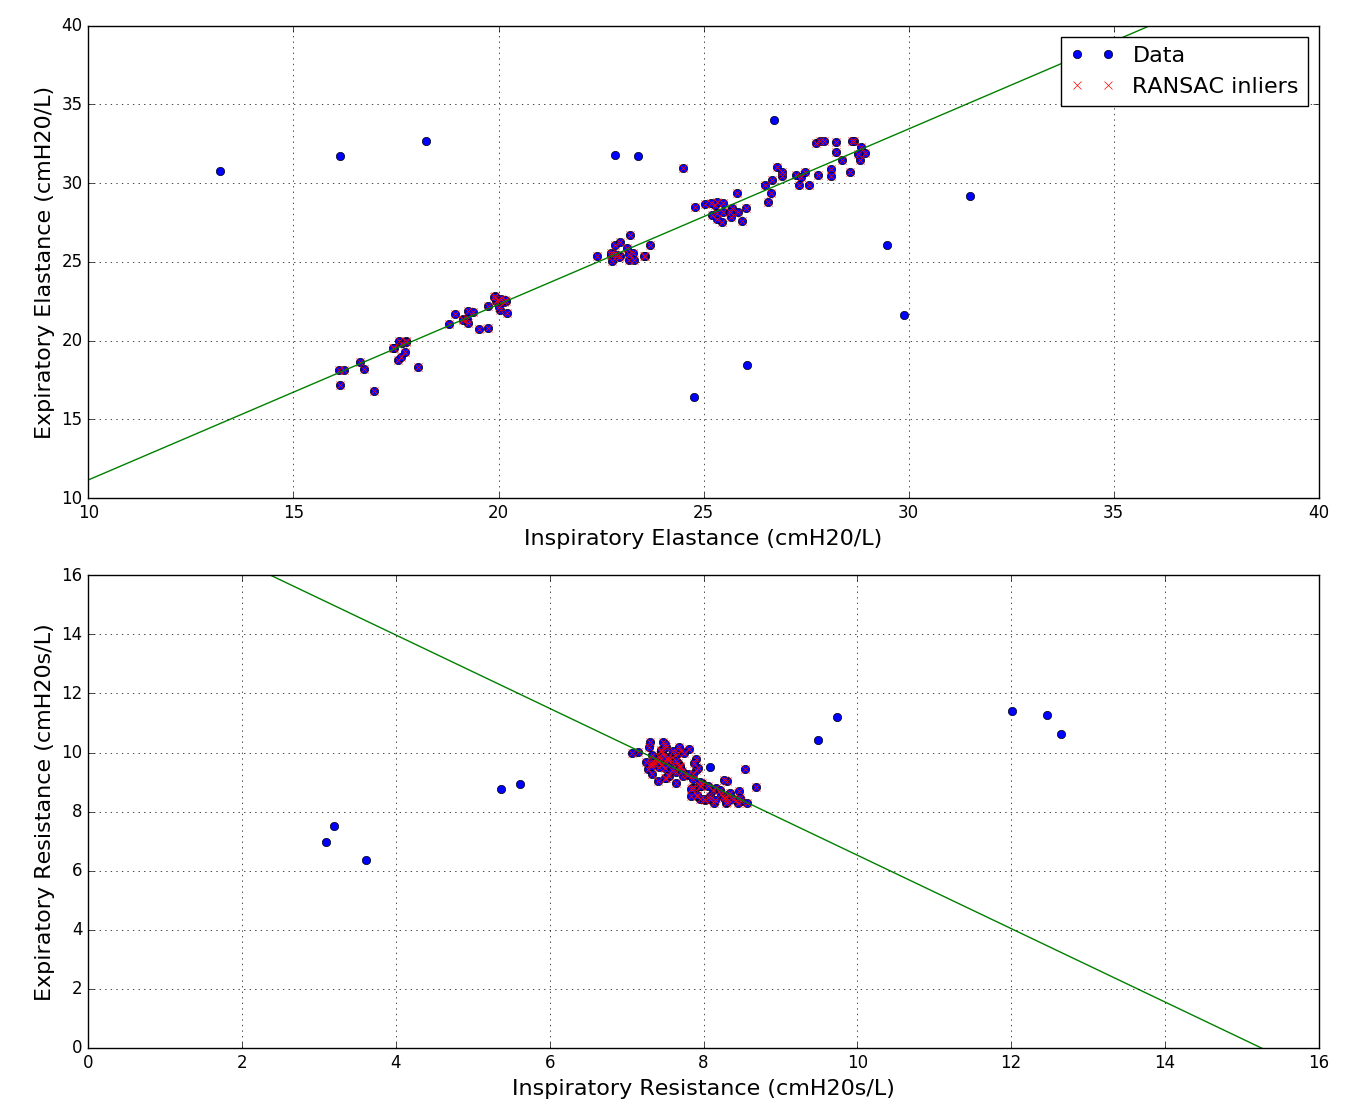 40
35
30
25
20
15
10
Expiratory Elastance (cmH20/L)
Data
RANSAC inliers
10 15 20 25 30 35 40
Inspiratory Elastance (cmH20/L)
16
14
12
10
8
6
4
2
0
Expiratory Resistance (cmH20s/L)
0 2 4 6 8 10 12 14 16
Inspiratory Resistance (cmH20s/L)